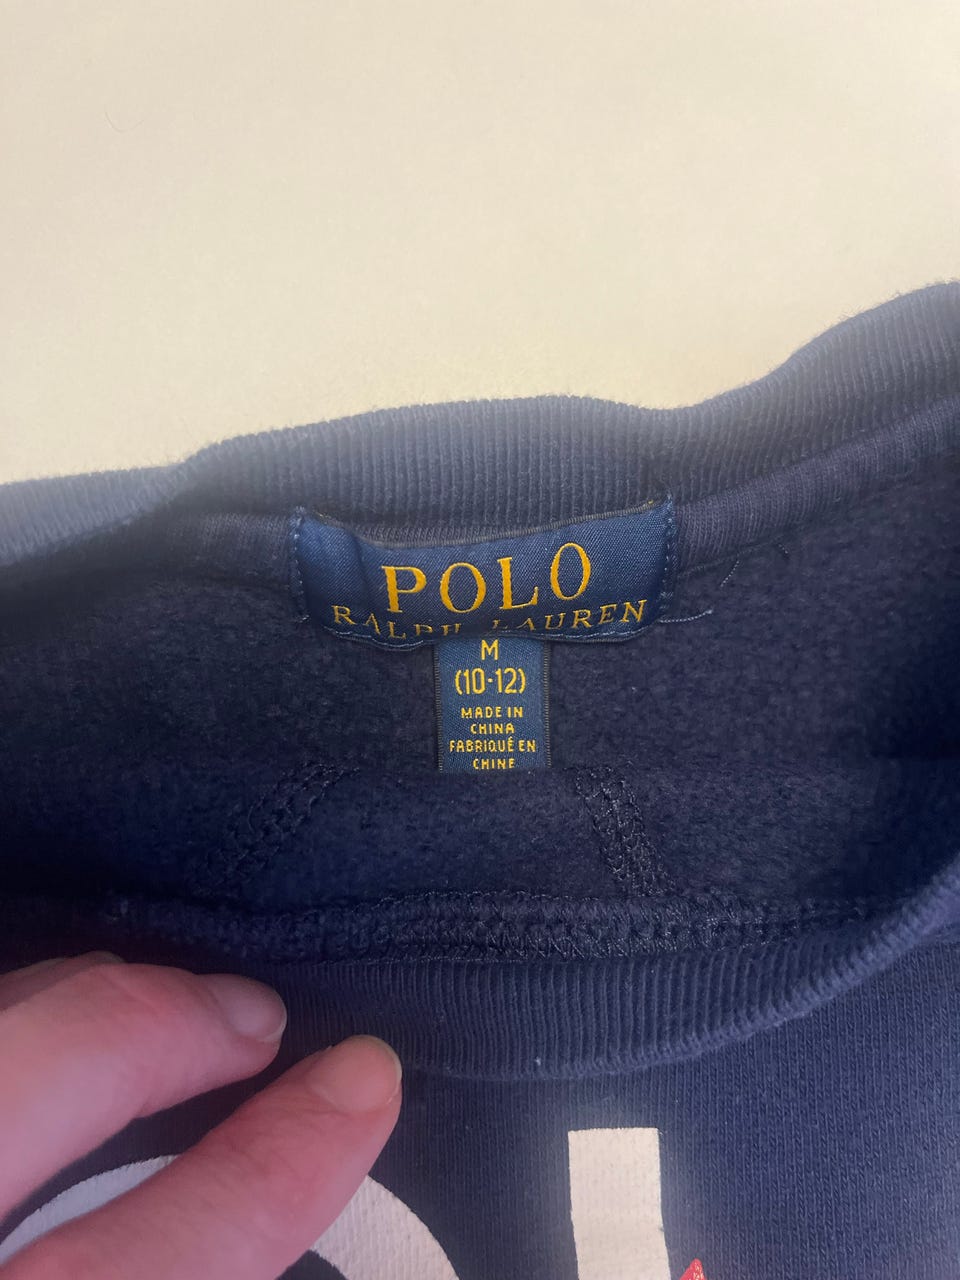 POLO
RALPH LAUREN
M
(10-12)
MADE IN
CHINA
FABRIQUÉ EN
CHINE